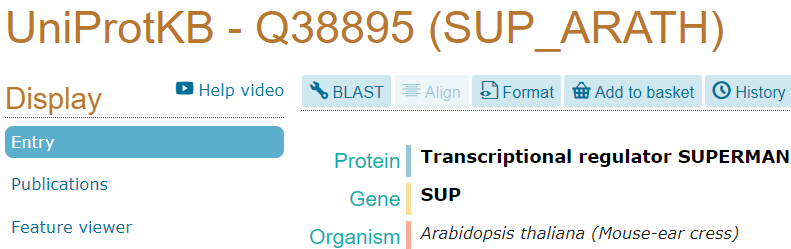 UniProtKB - Q38895 (SUP_ARATH)
Display
Help video
BLAST
Align
Format
Add to basket
History
Entry
Publications
Feature viewer
Protein
Transcriptional regulator SUPERMAN
Gene
SUP
Organism
Arabidopsis thaliana (Mouse-ear cress)